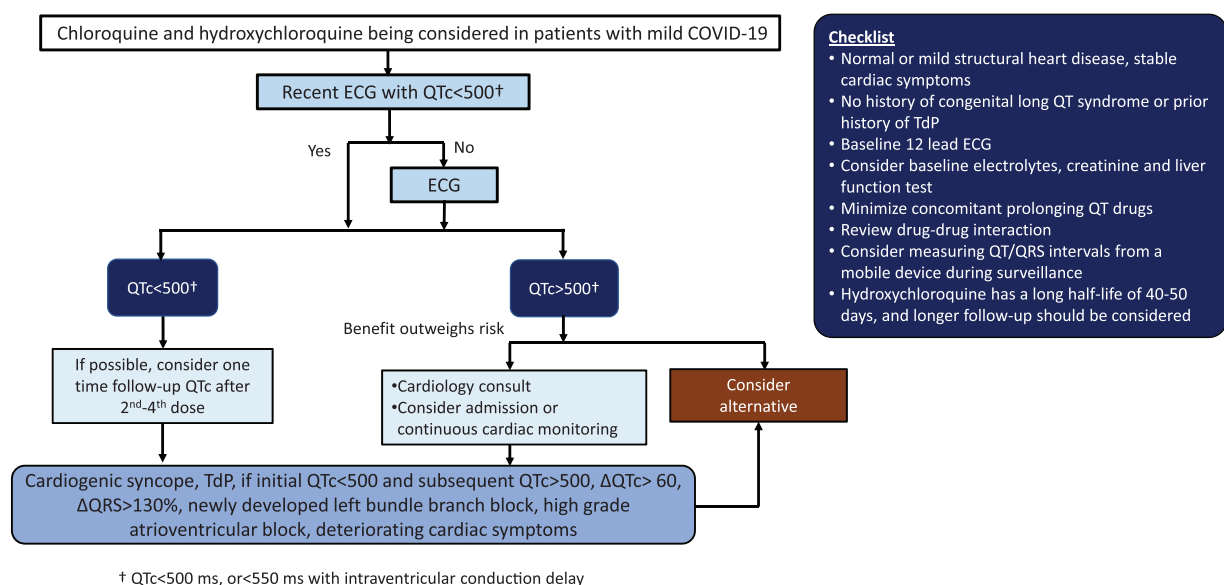 Chloroquine and hydroxychloroquine being considered in patients with mild COVID-19
Recent ECG with QTc<500†
Yes
No
ECG
QTc<500†
QTc>500†
Benefit outweighs risk
If possible, consider one
time follow-up QTc after
2nd-4th dose
•Cardiology consult
•Consider admission or
continuous cardiac monitoring
Consider
alternative
Cardiogenic syncope, TdP, if initial QTc<500 and subsequent QTc>500, ΔQTc> 60,
ΔQRS>130%, newly developed left bundle branch block, high grade
atrioventricular block, deteriorating cardiac symptoms
† QTc<500 ms, or<550 ms with intraventricular conduction delay
Checklist
• Normal or mild structural heart disease, stable
cardiac symptoms
• No history of congenital long QT syndrome or prior
history of TdP
• Baseline 12 lead ECG
• Consider baseline electrolytes, creatinine and liver
function test
• Minimize concomitant prolonging QT drugs
• Review drug-drug interaction
• Consider measuring QT/QRS intervals from a
mobile device during surveillance
• Hydroxychloroquine has a long half-life of 40-50
days, and longer follow-up should be considered